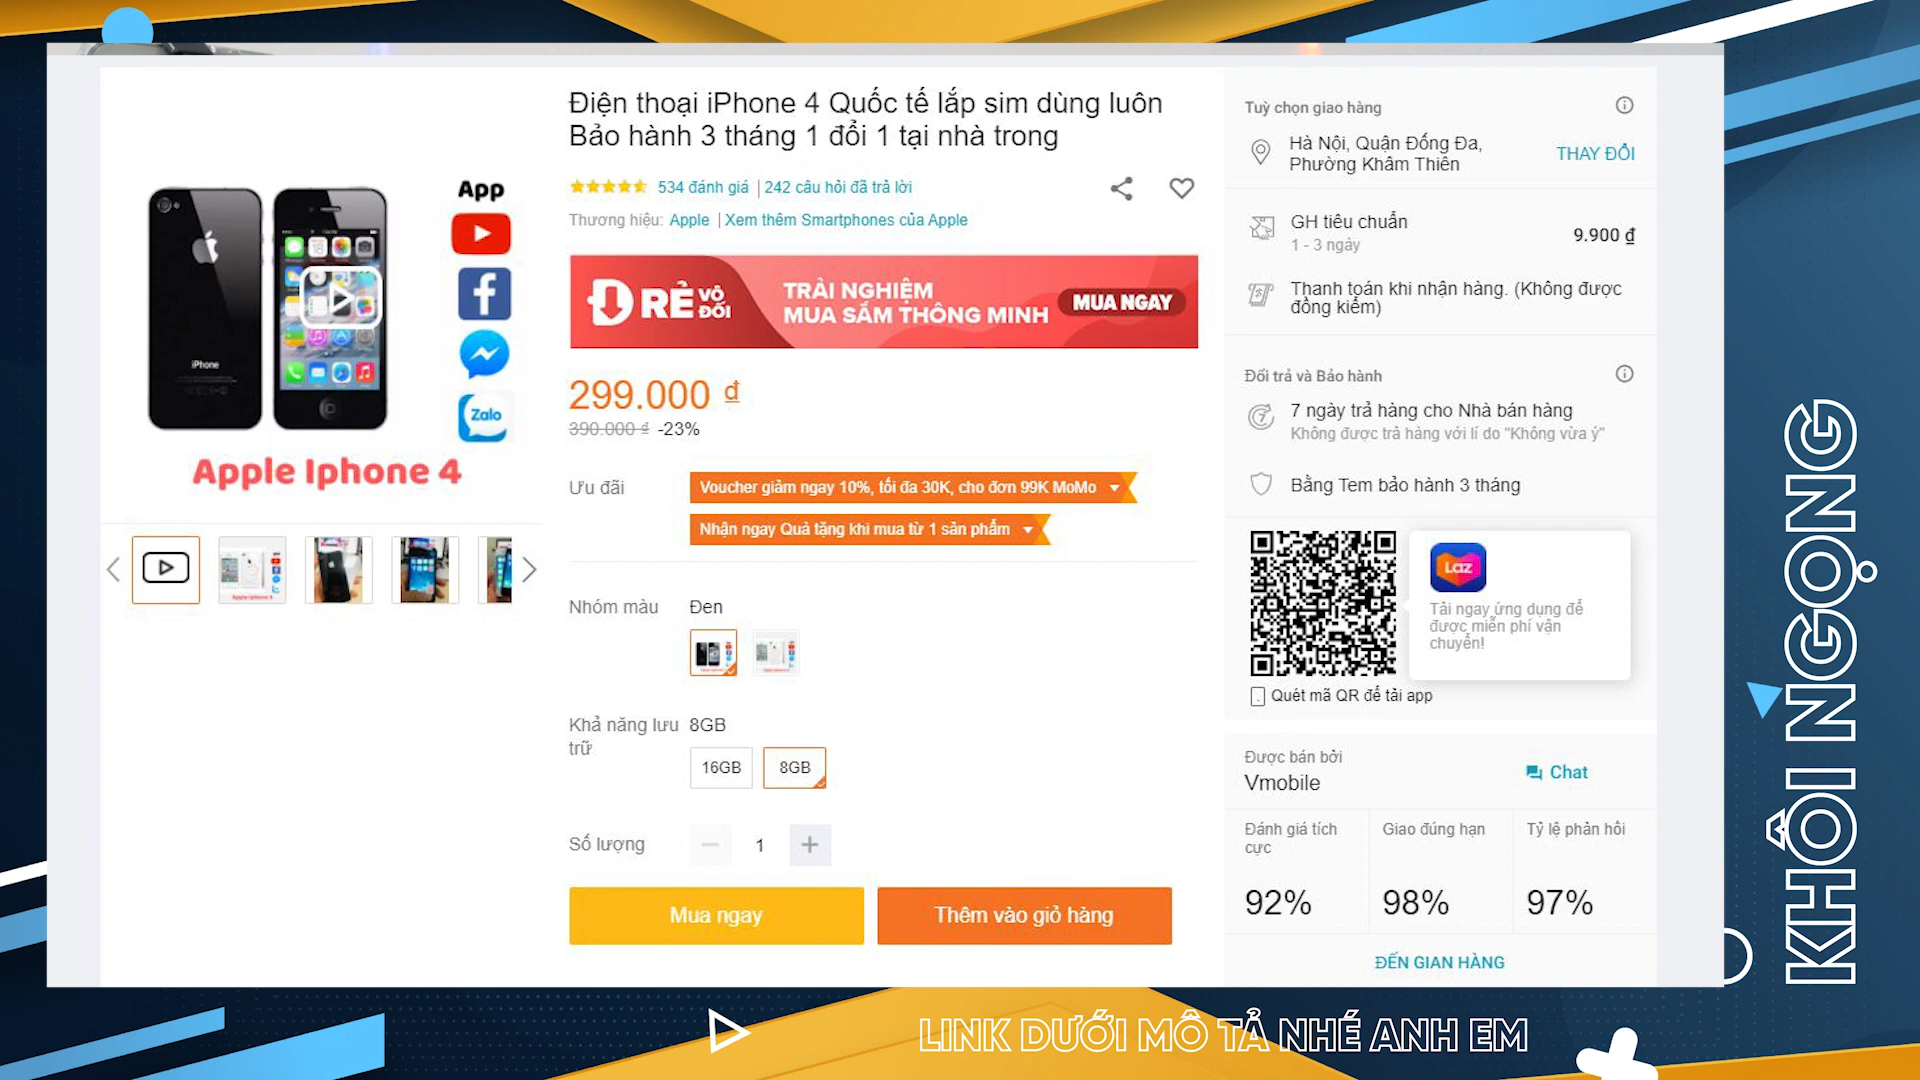 Điện thoại iPhone 4 Quốc tế lắp sim dùng luôn
Bảo hành 3 tháng 1 đổi 1 tại nhà trong
534 đánh giá | 242 câu hỏi đã trả lời
Thương hiệu: Apple | Xem thêm Smartphones của Apple
App
Zalo
iPhone
Apple Iphone 4
RẺ VÔ ĐỐI
TRẢI NGHIỆM
MUA SẮM THÔNG MINH
MUA NGAY
299.000 ₫
390.000 ₫ -23%
Ưu đãi
Voucher giảm ngay 10%, tối đa 30K, cho đơn 99K MoMo
Nhận ngay Quà tặng khi mua từ 1 sản phẩm
Nhóm màu Đen
Khả năng lưu trữ 8GB
16GB 8GB
Số lượng 1
Mua ngay
Thêm vào giỏ hàng
Tuỳ chọn giao hàng
Hà Nội, Quận Đống Đa,
Phường Khâm Thiên
THAY ĐỔI
GH tiêu chuẩn
1 - 3 ngày
9.900 ₫
Thanh toán khi nhận hàng. (Không được
đồng kiểm)
Đổi trả và Bảo hành
7 ngày trả hàng cho Nhà bán hàng
Không được trả hàng với lí do "Không vừa ý"
Bằng Tem bảo hành 3 tháng
Laz
Tải ngay ứng dụng để
được miễn phí vận
chuyển!
Quét mã QR để tải app
Được bán bởi
Vmobile
Chat
Đánh giá tích
cực
92%
Giao đúng hạn
98%
Tỷ lệ phản hồi
97%
ĐẾN GIAN HÀNG
KHÔI NGỌNG
LINK DƯỚI MÔ TẢ NHÉ ANH EM